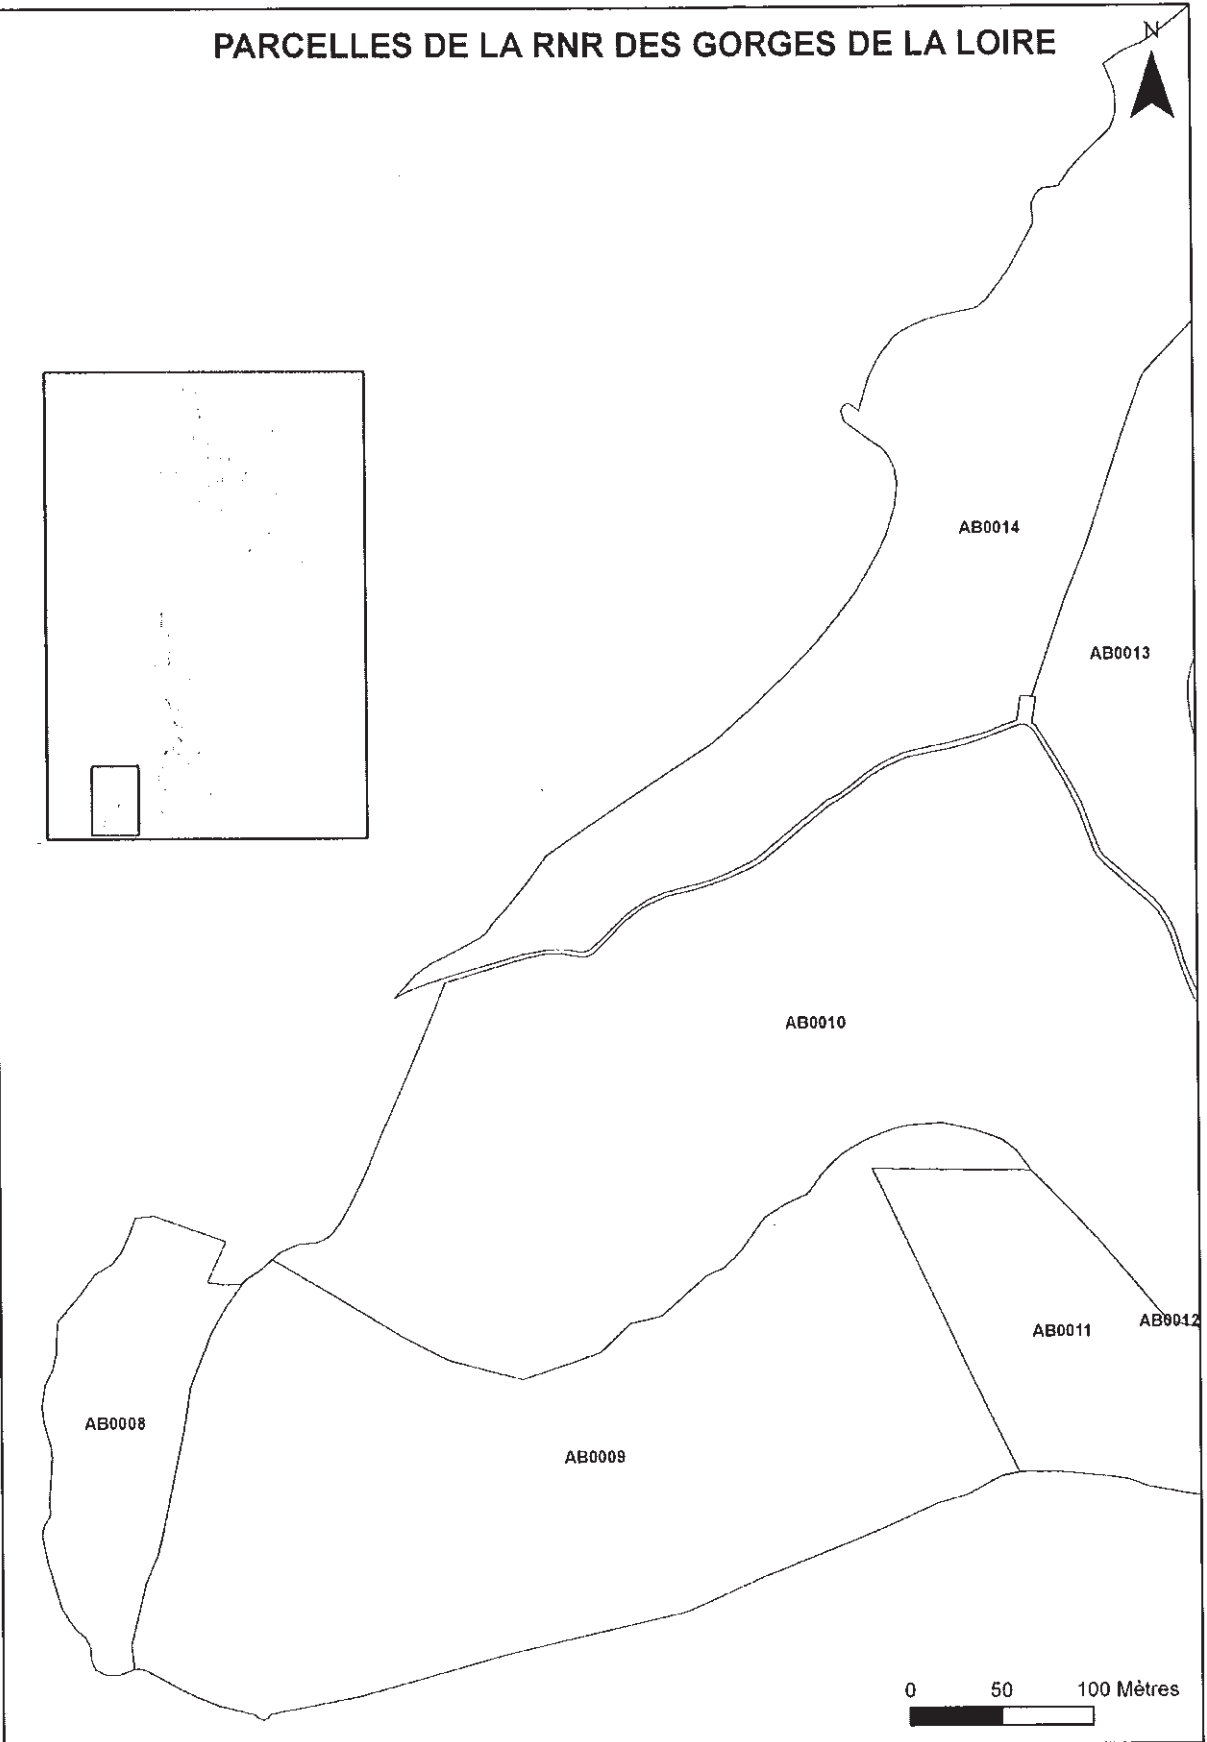 PARCELLES DE LA RNR DES GORGES DE LA LOIRE
N
AB0014
AB0013
AB0010
AB0012
AB0011
AB0008
AB0009
0 50 100 Mètres